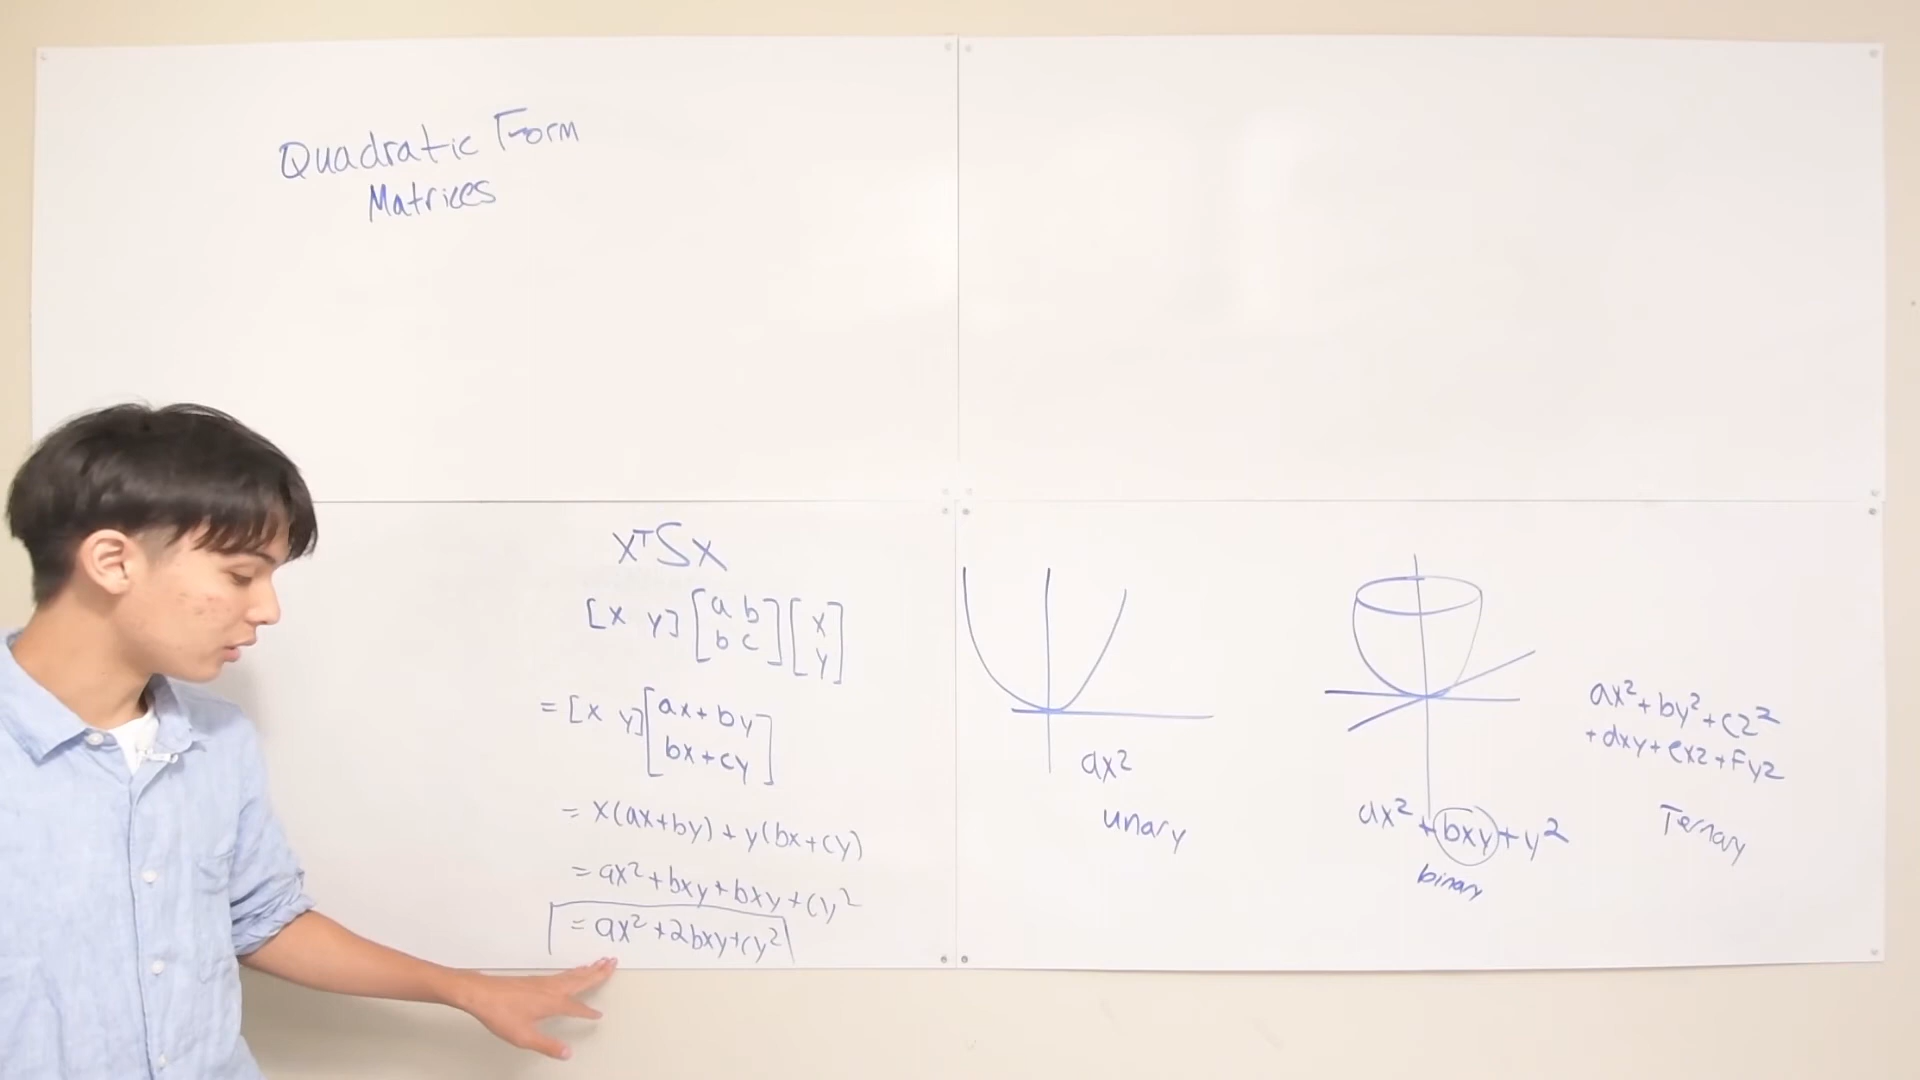 Quadratic Form
Matrices
xᵀSx
[x y] [a b
b c] [x
y]
= [x y] [ax + by
bx + cy]
= x(ax+by) + y(bx+cy)
= ax² + bxy + bxy + cy²
= ax² + 2bxy + cy²
ax²
unary
ax² + bxy + y²
binary
ax² + by² + cz²
+ dxy + exz + fyz
Ternary